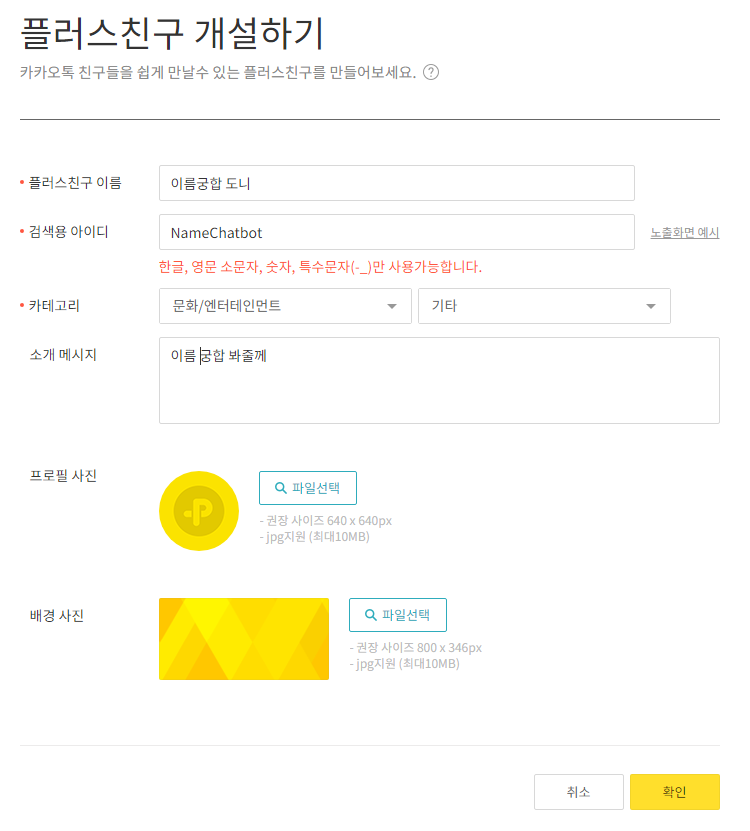 플러스친구 개설하기
카카오톡 친구들을 쉽게 만날수 있는 플러스친구를 만들어보세요. ?
• 플러스친구 이름 이름궁합 도니
• 검색용 아이디 NameChatbot 노출화면 예시
한글, 영문 소문자, 숫자, 특수문자(-_)만 사용가능합니다.
• 카테고리 문화/엔터테인먼트 기타
소개 메시지 이름 궁합 봐줄께
프로필 사진 파일선택
- 권장 사이즈 640 x 640px
- jpg지원 (최대10MB)
배경 사진 파일선택
- 권장 사이즈 800 x 346px
- jpg지원 (최대10MB)
취소 확인